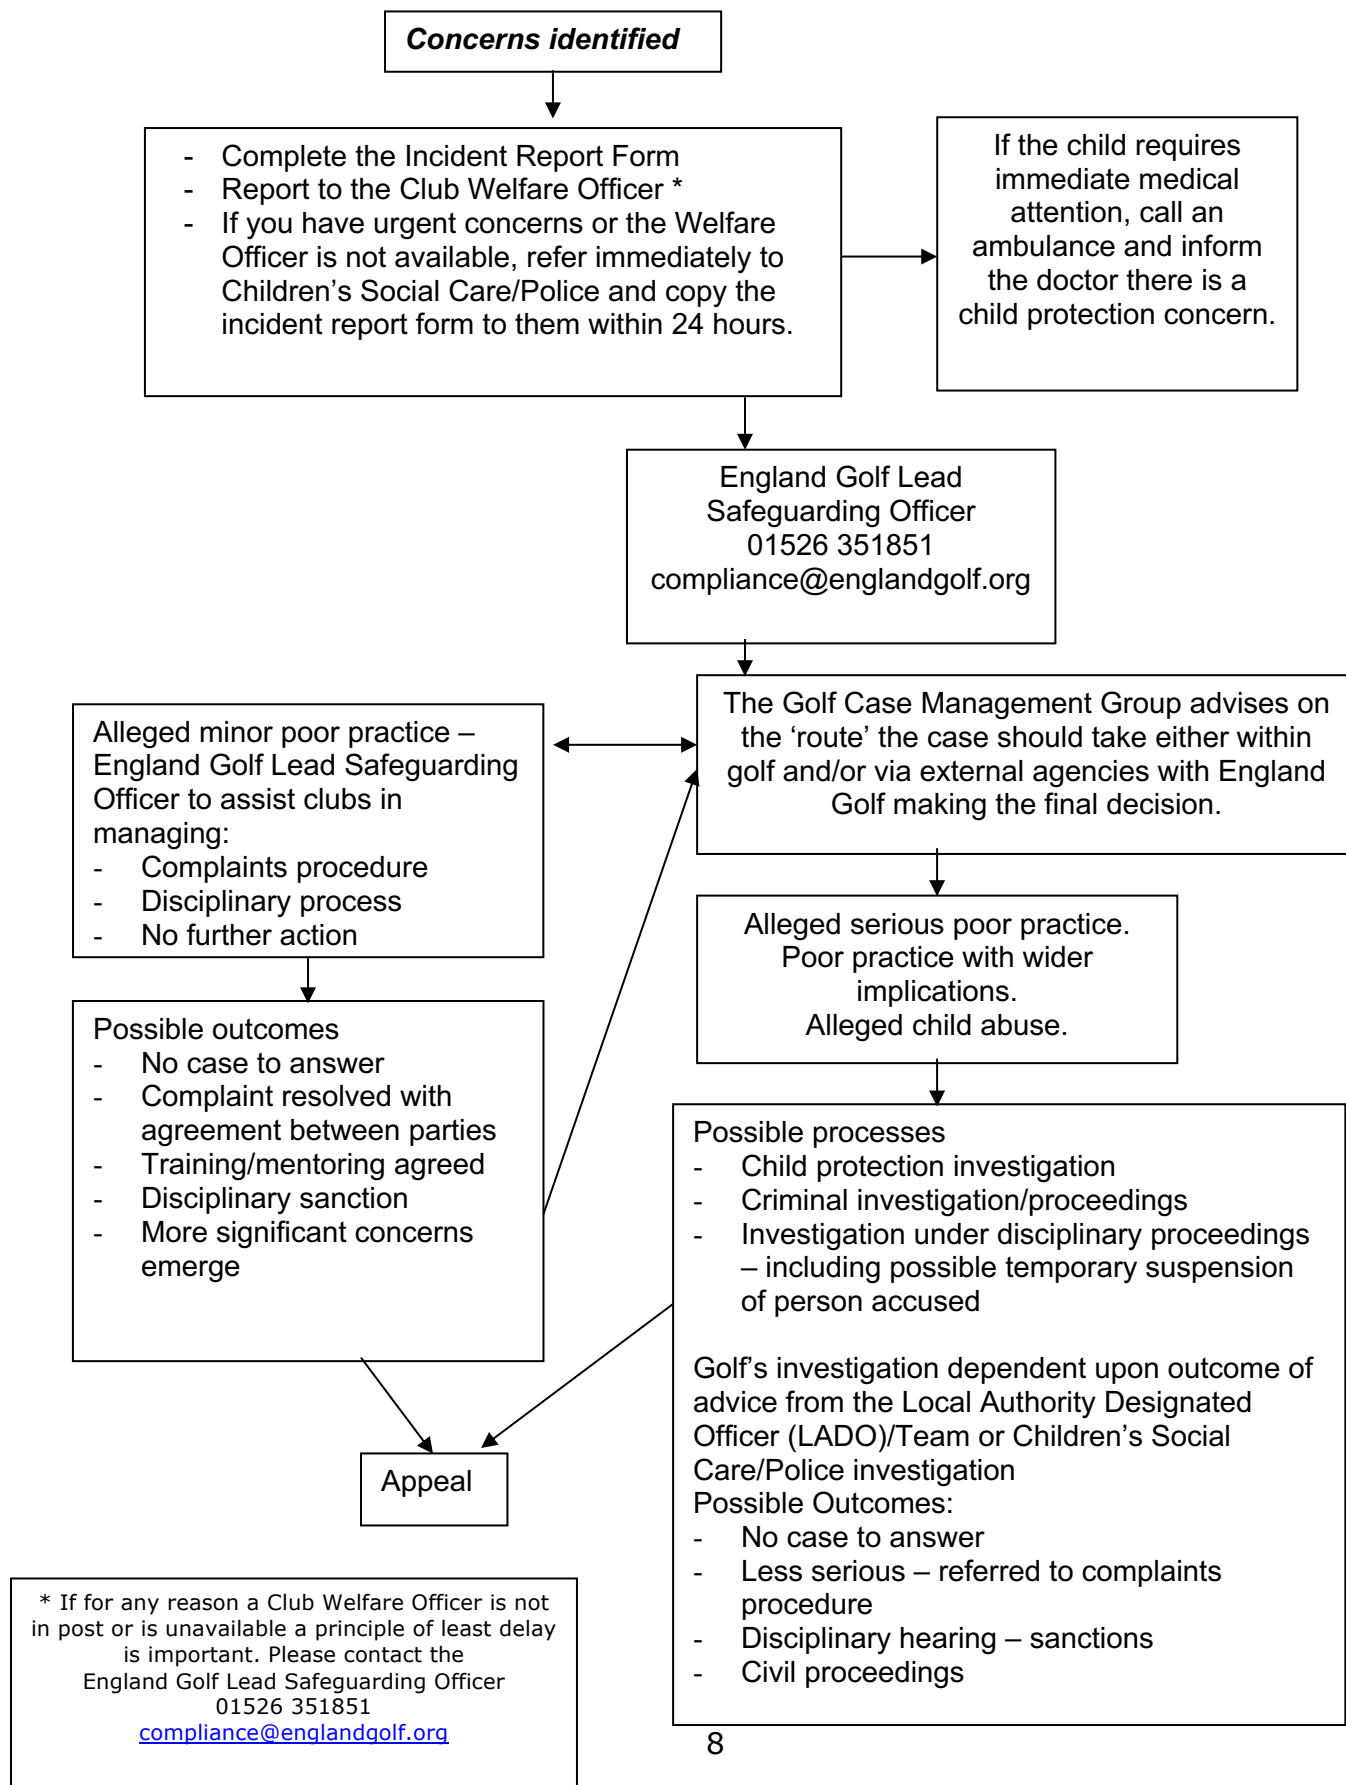 Concerns identified
- Complete the Incident Report Form
- Report to the Club Welfare Officer *
- If you have urgent concerns or the Welfare
Officer is not available, refer immediately to
Children’s Social Care/Police and copy the
incident report form to them within 24 hours.
If the child requires
immediate medical
attention, call an
ambulance and inform
the doctor there is a
child protection concern.
England Golf Lead
Safeguarding Officer
01526 351851
compliance@englandgolf.org
The Golf Case Management Group advises on
the ‘route’ the case should take either within
golf and/or via external agencies with England
Golf making the final decision.
Alleged minor poor practice –
England Golf Lead Safeguarding
Officer to assist clubs in
managing:
- Complaints procedure
- Disciplinary process
- No further action
Alleged serious poor practice.
Poor practice with wider
implications.
Alleged child abuse.
Possible outcomes
- No case to answer
- Complaint resolved with
agreement between parties
- Training/mentoring agreed
- Disciplinary sanction
- More significant concerns
emerge
Possible processes
- Child protection investigation
- Criminal investigation/proceedings
- Investigation under disciplinary proceedings
– including possible temporary suspension
of person accused
Golf’s investigation dependent upon outcome of
advice from the Local Authority Designated
Officer (LADO)/Team or Children’s Social
Care/Police investigation
Possible Outcomes:
- No case to answer
- Less serious – referred to complaints
procedure
- Disciplinary hearing – sanctions
- Civil proceedings
Appeal
* If for any reason a Club Welfare Officer is not
in post or is unavailable a principle of least delay
is important. Please contact the
England Golf Lead Safeguarding Officer
01526 351851
compliance@englandgolf.org
8